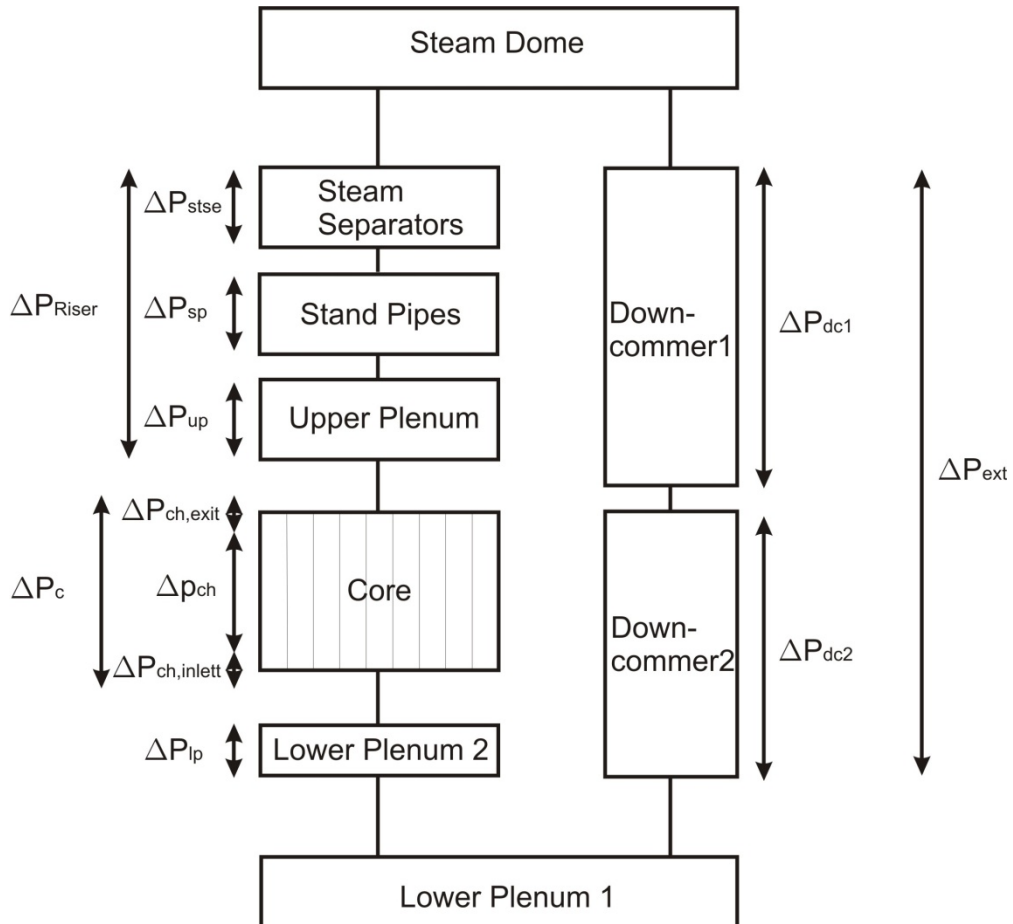 Steam Dome
ΔPstse
Steam
Separators
ΔPRiser
ΔPsp
Stand Pipes
Down-
commer1
ΔPdc1
ΔPup
Upper Plenum
ΔPext
ΔPch,exit
ΔPc
Δpch
Core
Down-
commer2
ΔPdc2
ΔPch,inlett
ΔPlp
Lower Plenum 2
Lower Plenum 1